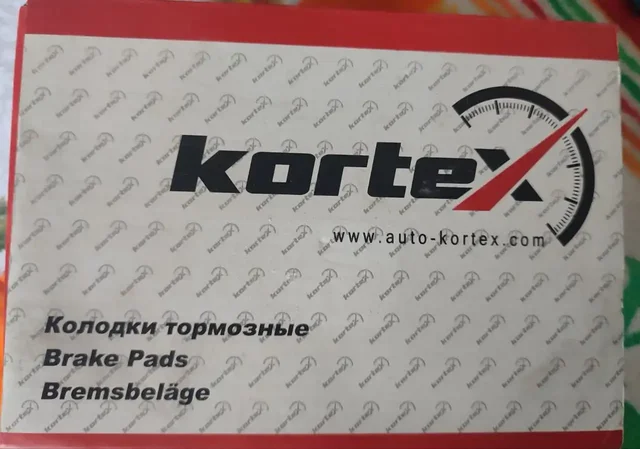 kortex
www.auto-kortex.com
Колодки тормозные
Brake Pads
Bremsbeläge